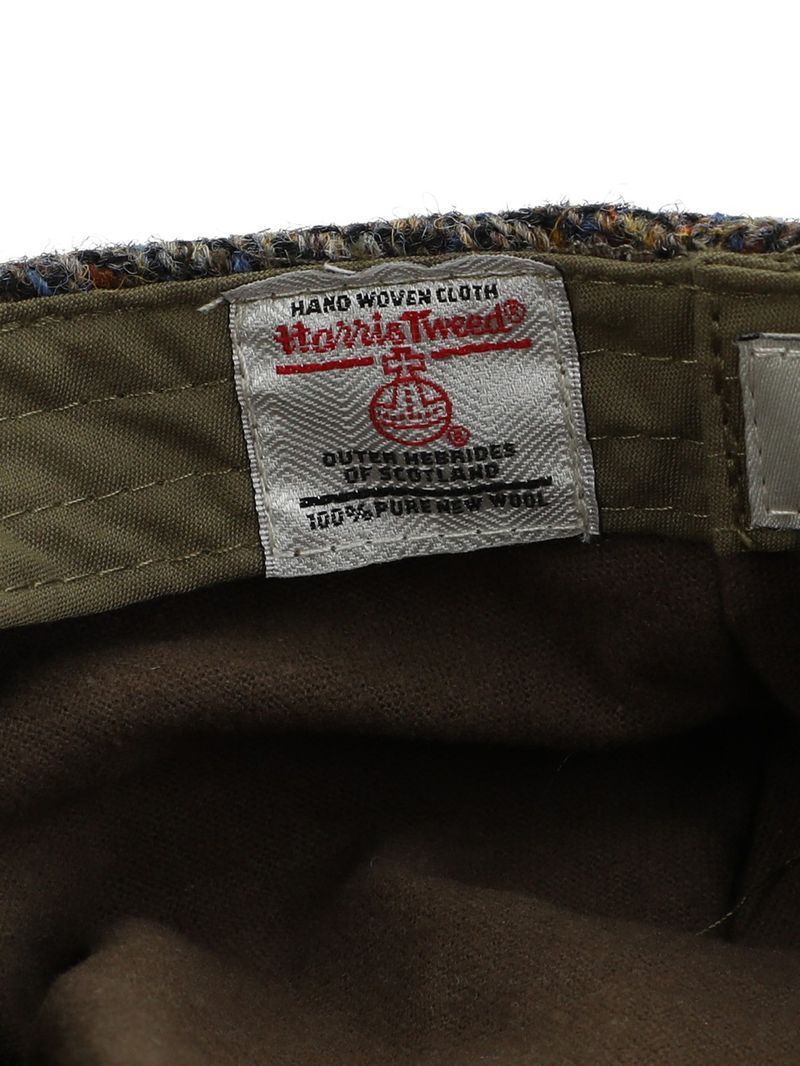 HAND WOVEN CLOTH
Harris Tweed®
®
OUTER HEBRIDES
OF SCOTLAND
100% PURE NEW WOOL